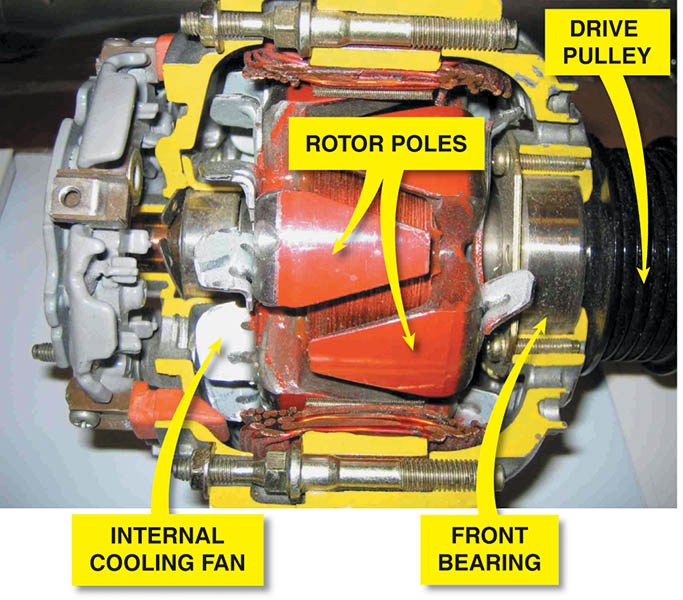 DRIVE
PULLEY
ROTOR POLES
INTERNAL
COOLING FAN
FRONT
BEARING